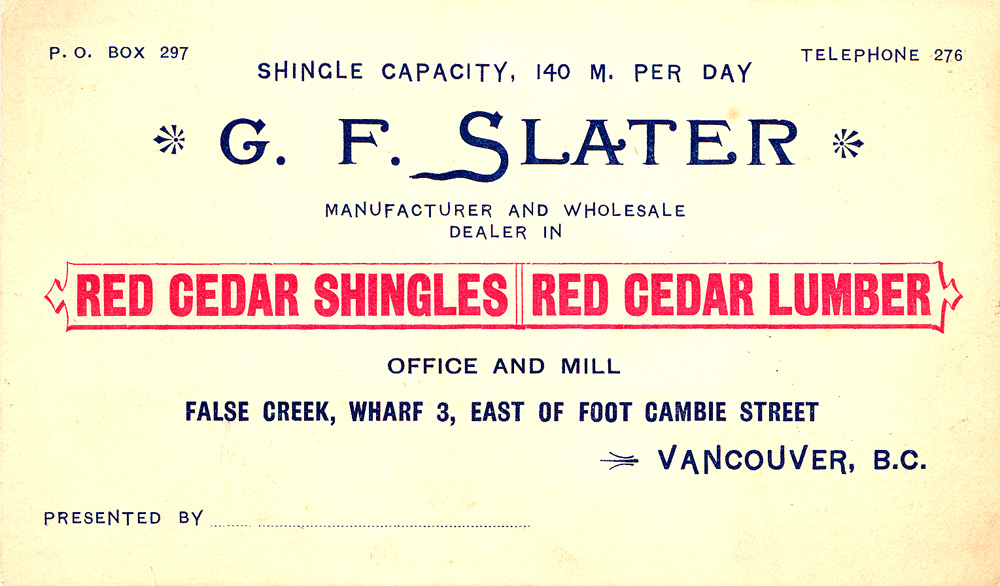 P. O. BOX 297
TELEPHONE 276
SHINGLE CAPACITY, 140 M. PER DAY
G. F. SLATER
MANUFACTURER AND WHOLESALE
DEALER IN
RED CEDAR SHINGLES RED CEDAR LUMBER
OFFICE AND MILL
FALSE CREEK, WHARF 3, EAST OF FOOT CAMBIE STREET
VANCOUVER, B.C.
PRESENTED BY